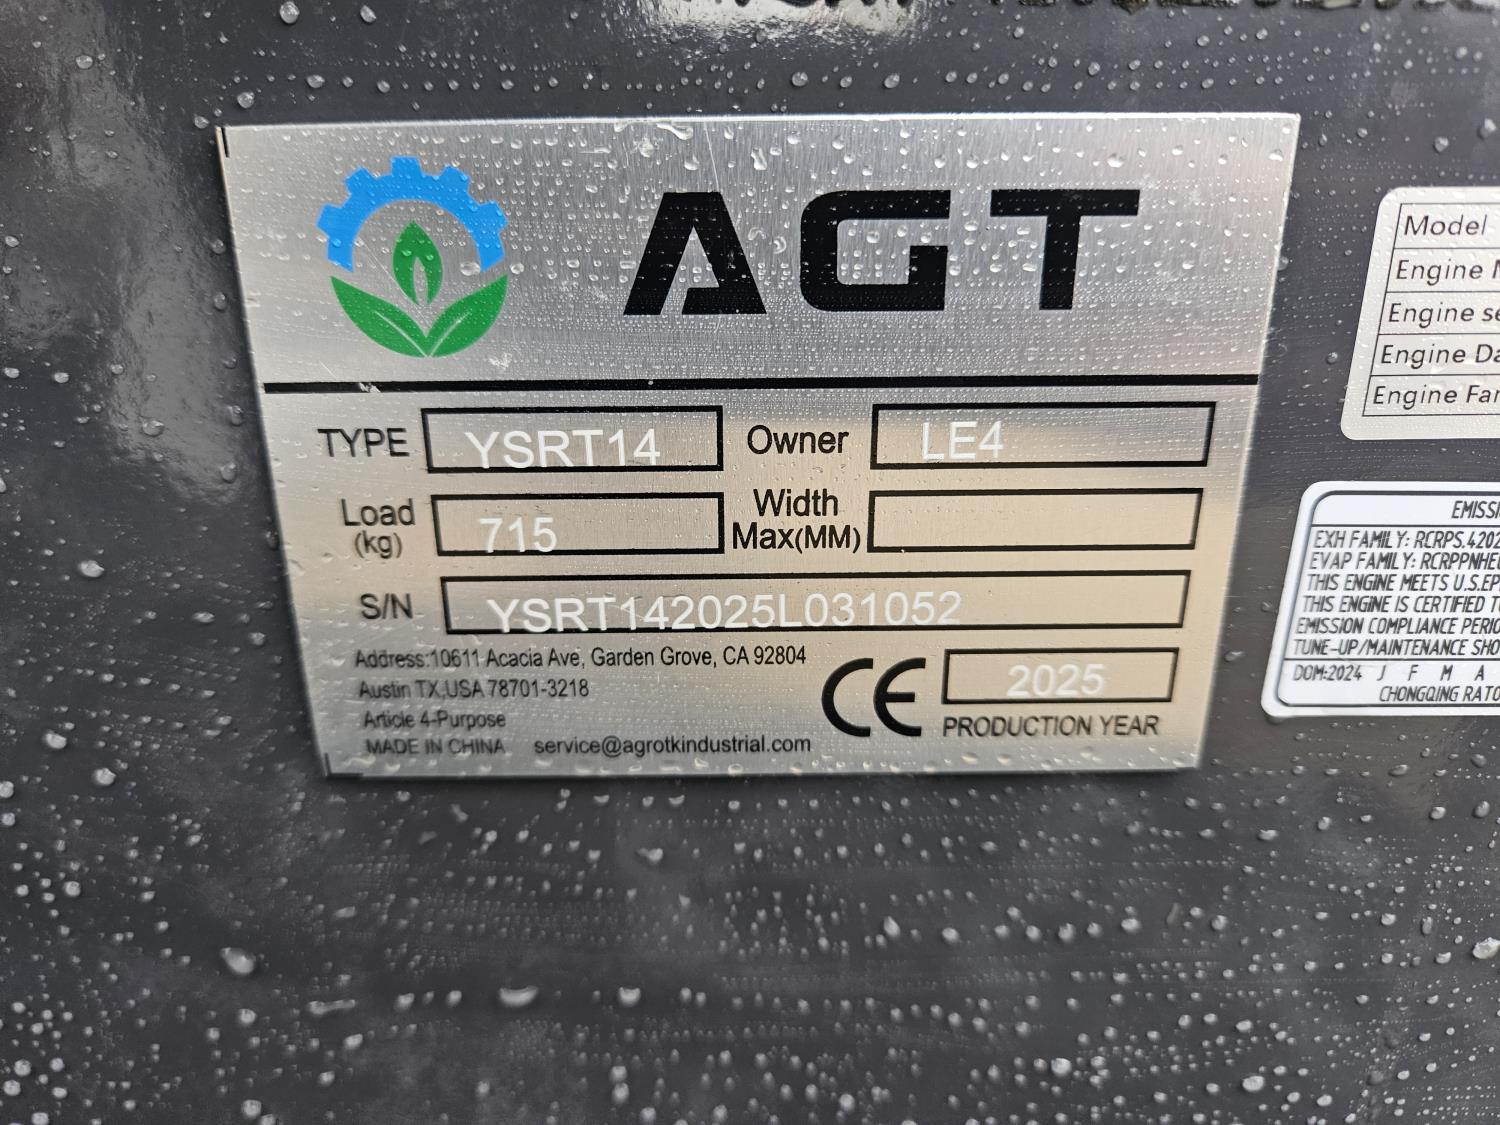 AGT
TYPE YSRT14 Owner LE4
Load (kg) 715 Width Max(MM)
S/N YSRT142025L031052
Address:10611 Acacia Ave, Garden Grove, CA 92804
Austin TX,USA 78701-3218
Article 4-Purpose
MADE IN CHINA service@agrotkindustrial.com
CE 2025
PRODUCTION YEAR
Model
Engine
Engine
Engine
Engine
EXH FAMILY:
EVAP FAMILY:
THIS ENGINE MEETS
THIS ENGINE IS CERTIFIED
EMISSION COMPLIANCE
TUNE-UP/MAINTENANCE
DOM:2024 J F M A
CHONGQING